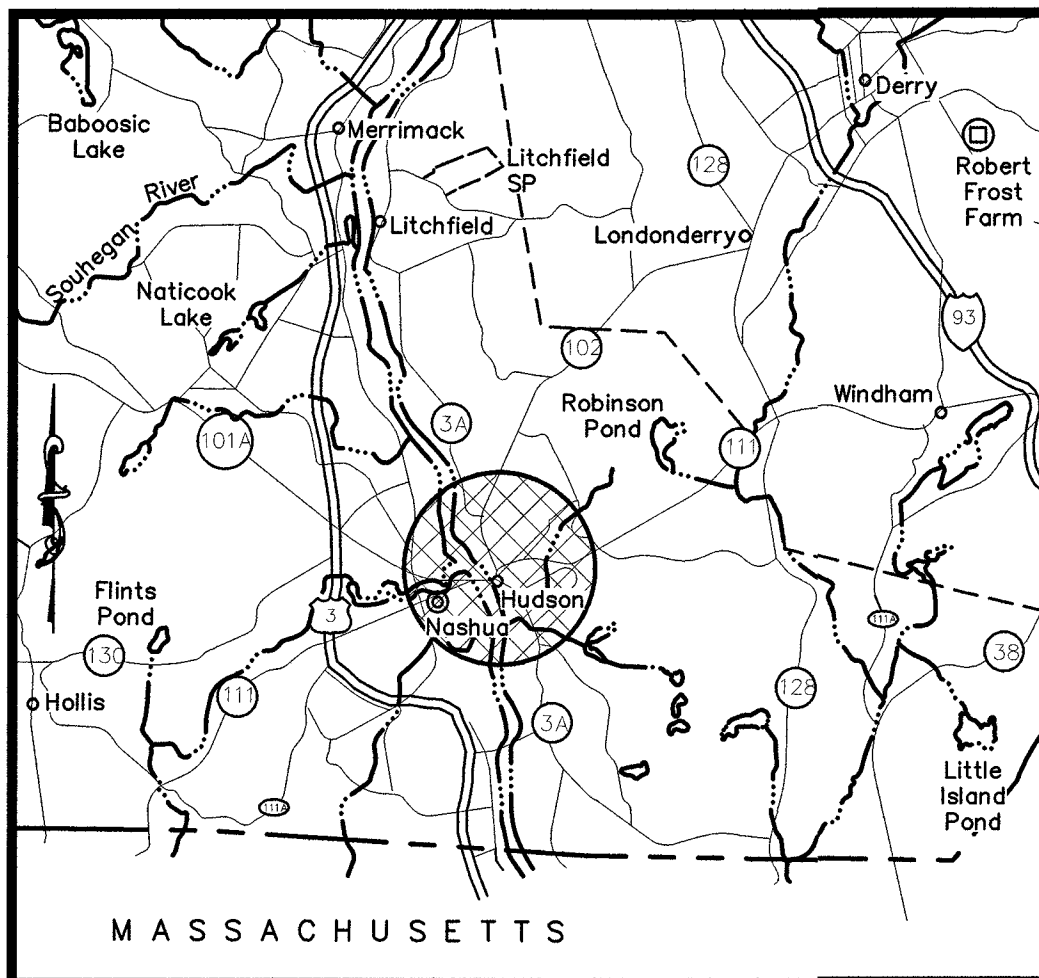 Derry
Baboosic
Lake
Merrimack
Litchfield
SP
128
Robert
Frost
Farm
Souhegan River
Litchfield
Londonderry
Naticook
Lake
93
102
Windham
Robinson
Pond
101A
3A
111
Flints
Pond
3
Hudson
Nashua
111A
130
38
Hollis
111
128
3A
Little
Island
Pond
111A
MASSACHUSETTS